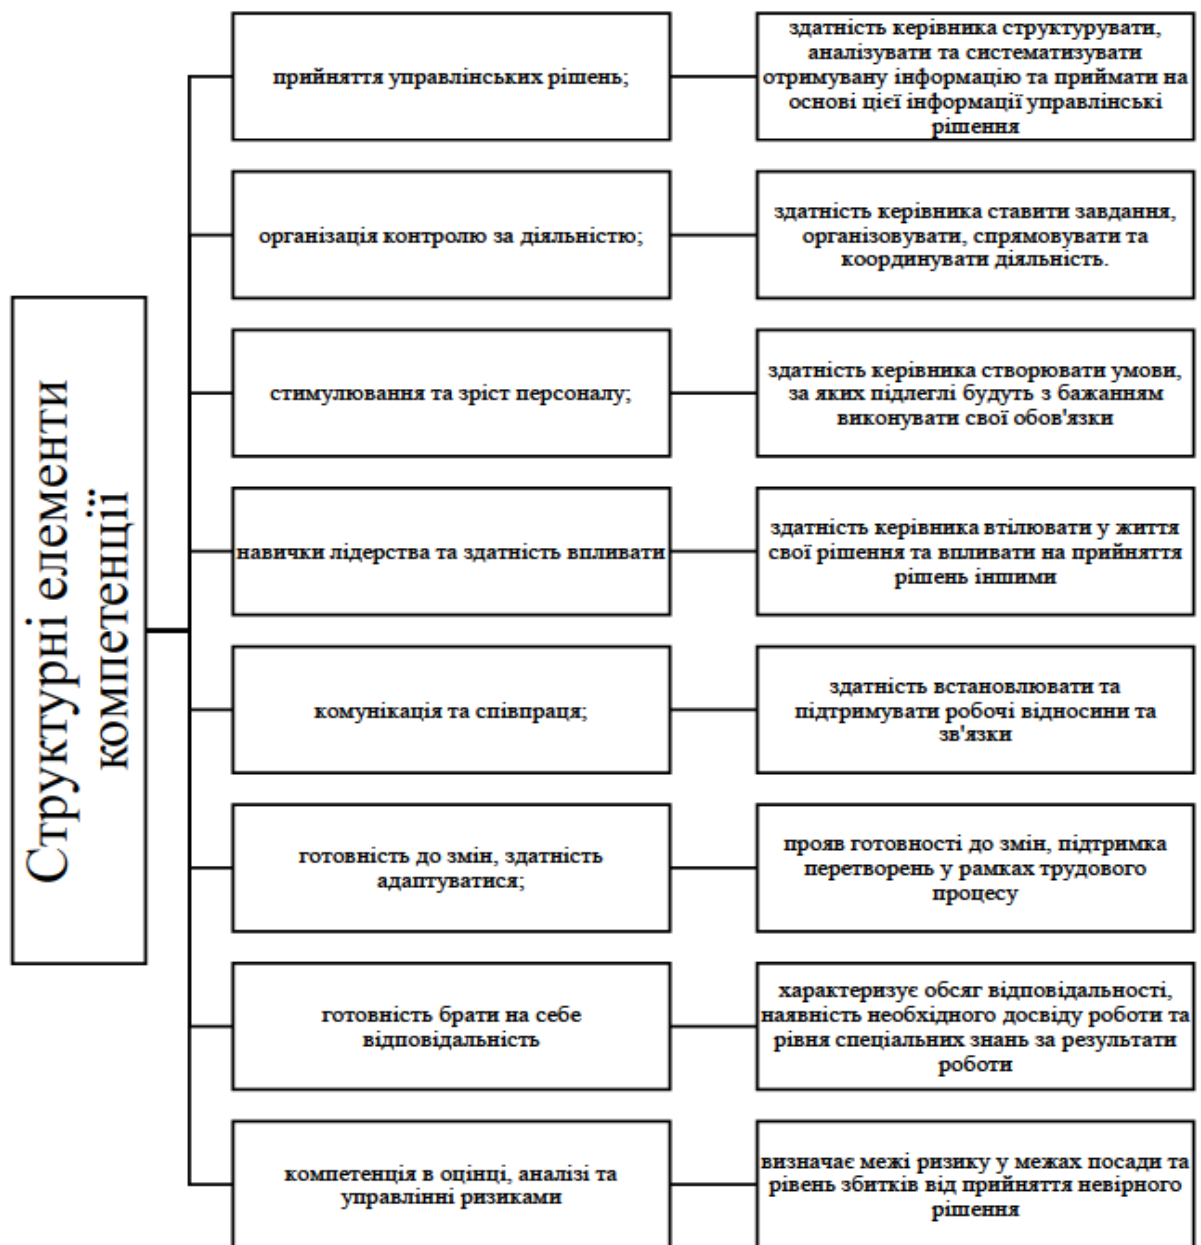 Структурні елементи
компетенції
прийняття управлінських рішень;
здатність керівника структурувати,
аналізувати та систематизувати
отримувану інформацію та приймати на
основі цієї інформації управлінські
рішення
організація контролю за діяльністю;
здатність керівника ставити завдання,
організовувати, спрямовувати та
координувати діяльність.
стимулювання та зріст персоналу;
здатність керівника створювати умови,
за яких підлеглі будуть з бажанням
виконувати свої обов'язки
навички лідерства та здатність впливати
здатність керівника втілювати у життя
свої рішення та впливати на прийняття
рішень іншими
комунікація та співпраця;
здатність встановлювати та
підтримувати робочі відносини та
зв'язки
готовність до змін, здатність
адаптуватися;
прояв готовності до змін, підтримка
перетворень у рамках трудового
процесу
готовність брати на себе
відповідальність
характеризує обсяг відповідальності,
наявність необхідного досвіду роботи та
рівня спеціальних знань за результати
роботи
компетенція в оцінці, аналізі та
управлінні ризиками
визначає межі ризику у межах посади та
рівень збитків від прийняття невірного
рішення